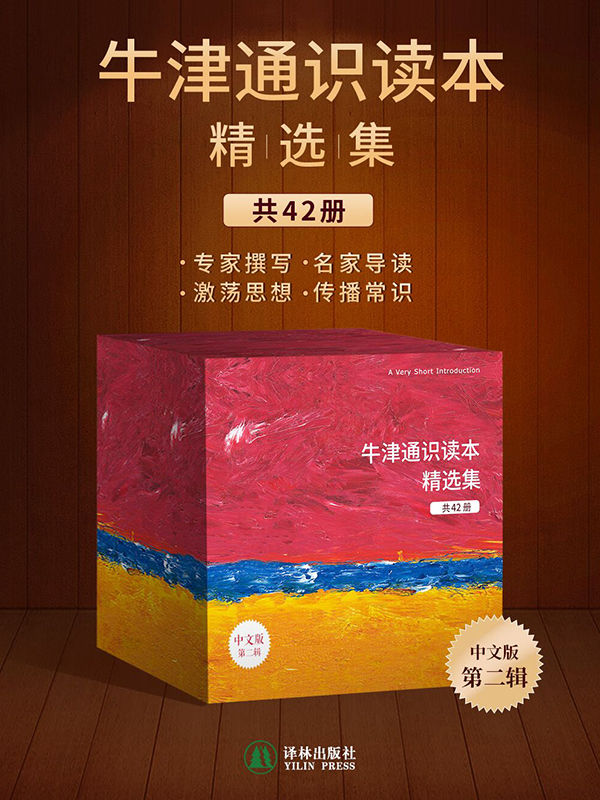 牛津通识读本
精|选|集
共42册
·专家撰写 ·名家导读
·激荡思想 ·传播常识
A Very Short Introduction
牛津通识读本
精选集
共42册
中文版
第二辑
中文版
第二辑
译林出版社
YILIN PRESS